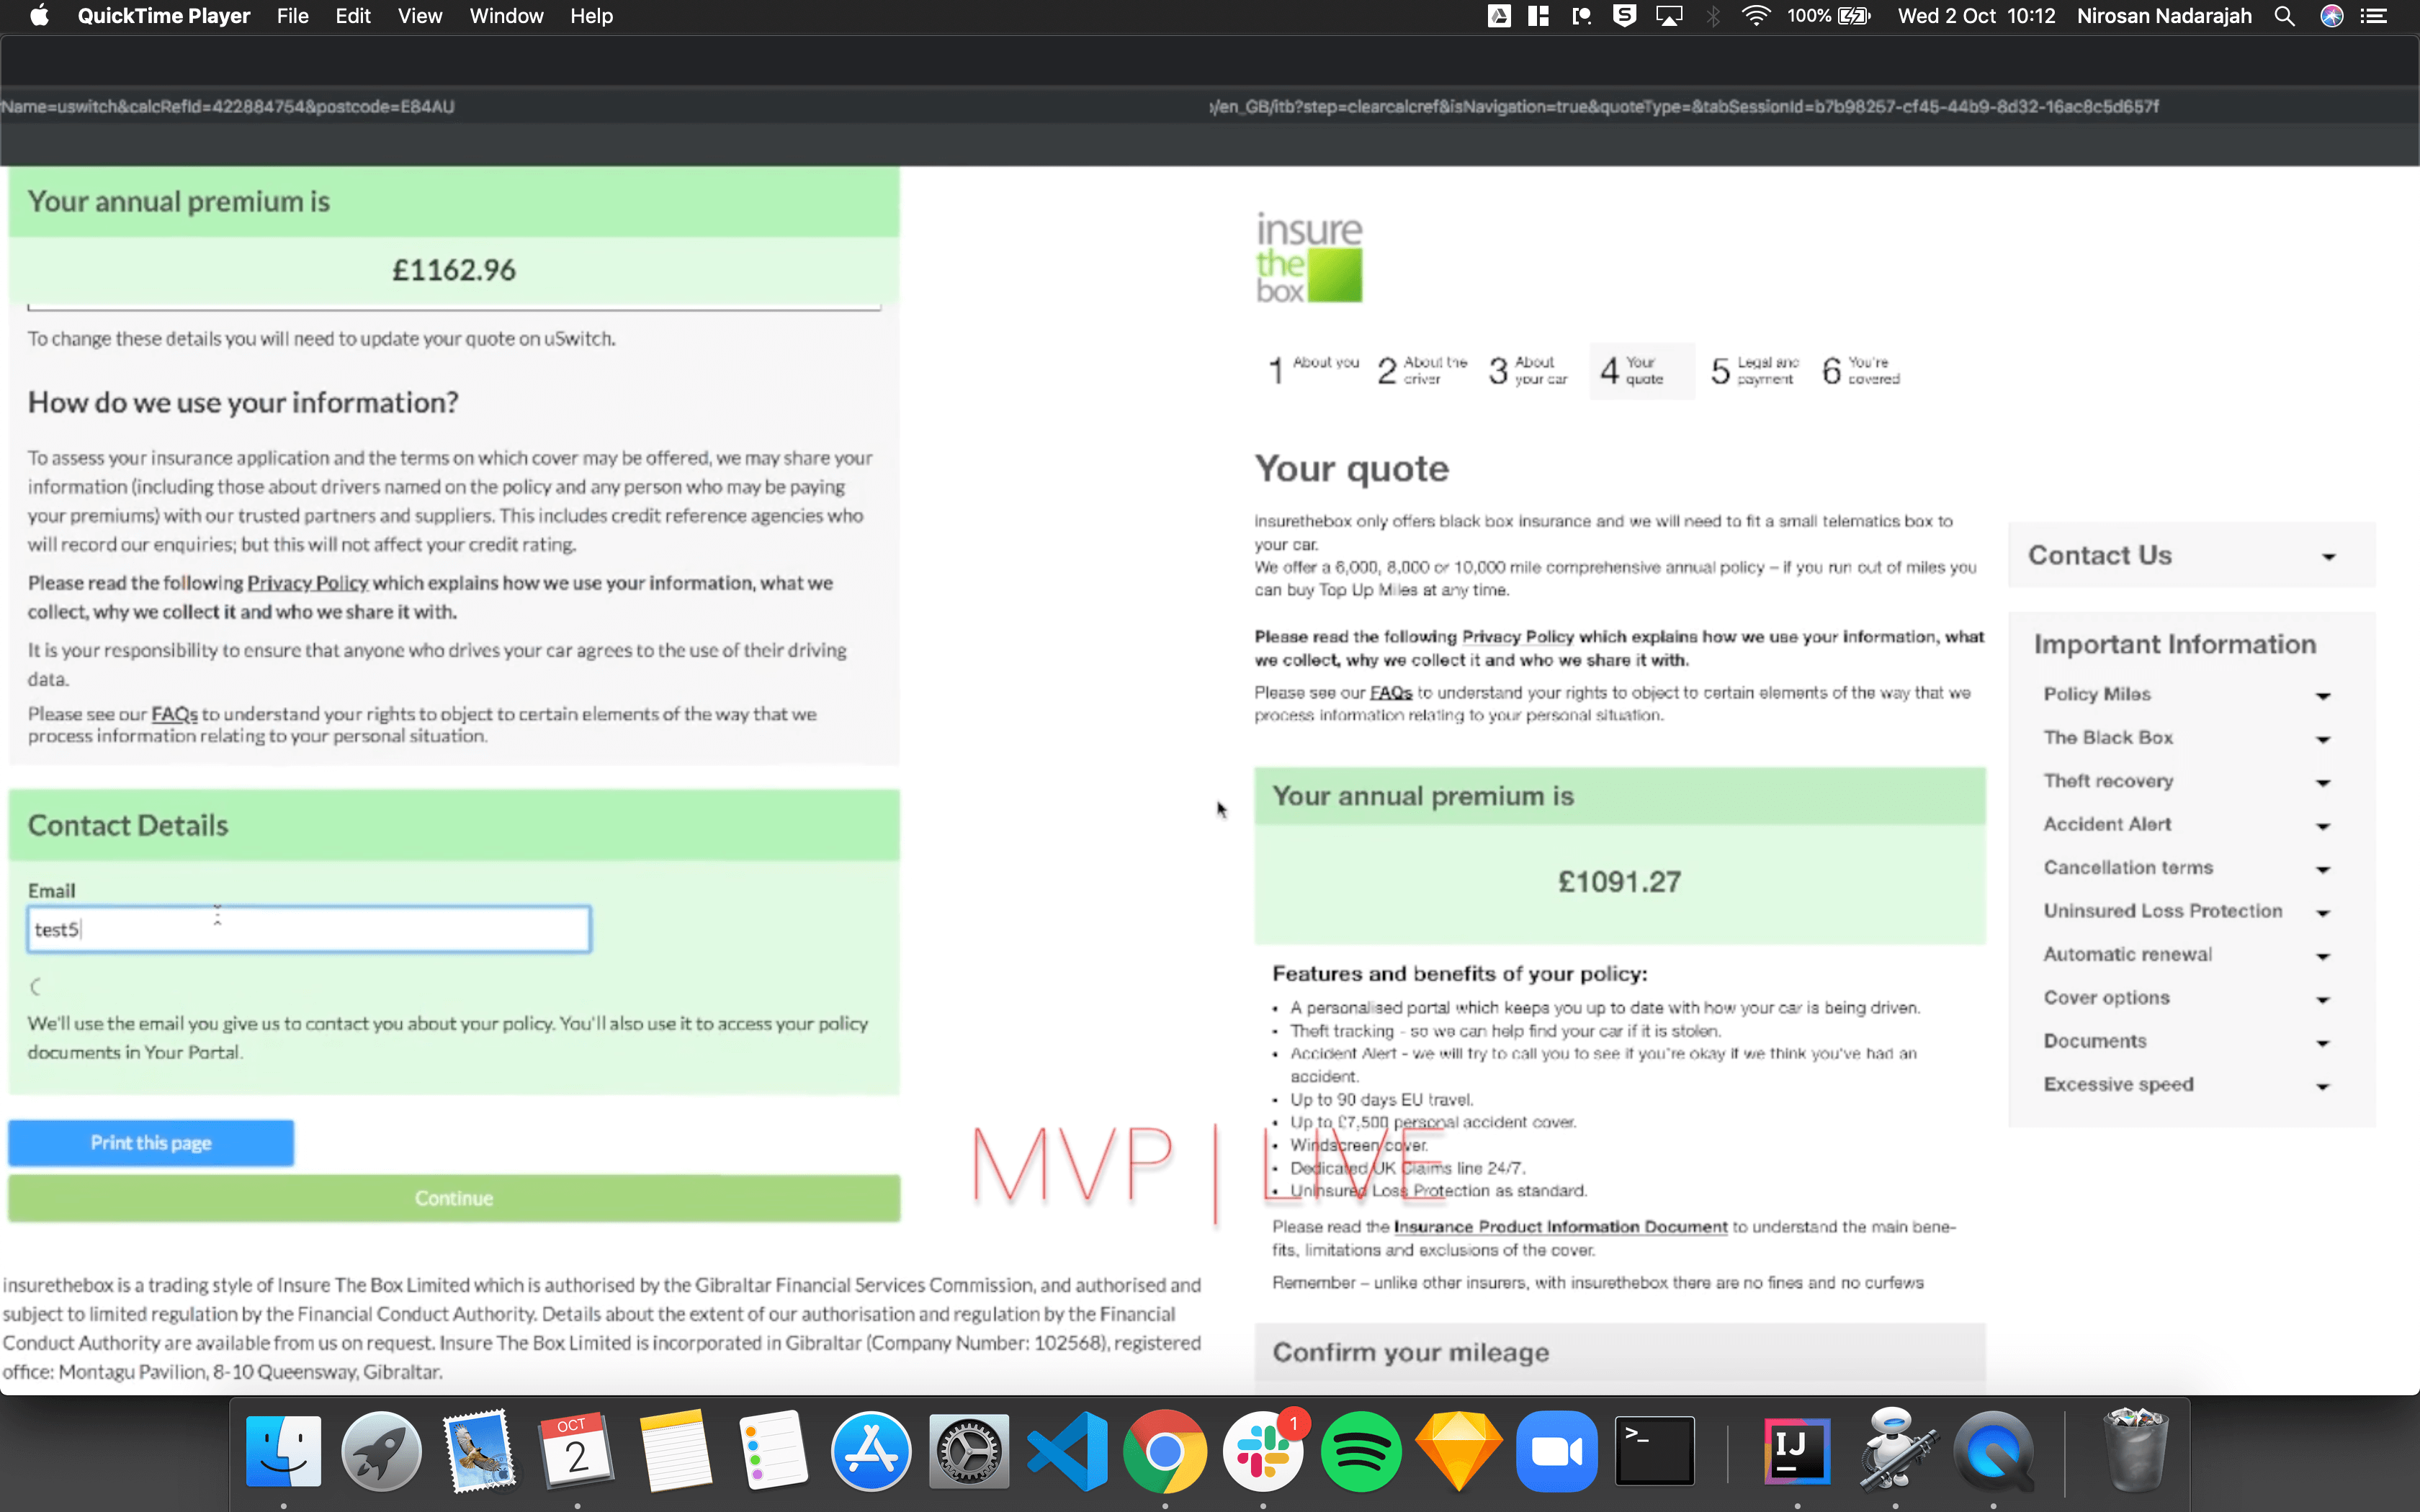 QuickTime Player File Edit View Window Help
100% Wed 2 Oct 10:12 Nirosan Nadarajah
Name=uswitch&calcRefId=422884754&postcode=E84AU
/en_GB/itb?step=clearcalcref&isNavigation=true&quoteType=&tabSessionId=b7b98257-cf45-44b9-8d32-16ac8c5d657f
Your annual premium is
£1162.96
To change these details you will need to update your quote on uSwitch.
How do we use your information?
To assess your insurance application and the terms on which cover may be offered, we may share your
information (including those about drivers named on the policy and any person who may be paying
your premiums) with our trusted partners and suppliers. This includes credit reference agencies who
will record our enquiries; but this will not affect your credit rating.
Please read the following Privacy Policy which explains how we use your information, what we
collect, why we collect it and who we share it with.
It is your responsibility to ensure that anyone who drives your car agrees to the use of their driving
data.
Please see our FAQs to understand your rights to object to certain elements of the way that we
process information relating to your personal situation.
Contact Details
Email
test5
We'll use the email you give us to contact you about your policy. You'll also use it to access your policy
documents in Your Portal.
Print this page
Continue
insurethebox is a trading style of Insure The Box Limited which is authorised by the Gibraltar Financial Services Commission, and authorised and
subject to limited regulation by the Financial Conduct Authority. Details about the extent of our authorisation and regulation by the Financial
Conduct Authority are available from us on request. Insure The Box Limited is incorporated in Gibraltar (Company Number: 102568), registered
office: Montagu Pavilion, 8-10 Queensway, Gibraltar.
insure
the
box
1 About you
2 About the driver
3 About your car
4 Your quote
5 Legal and payment
6 You're covered
Your quote
Insurethebox only offers black box insurance and we will need to fit a small telematics box to
your car.
We offer a 6,000, 8,000 or 10,000 mile comprehensive annual policy – if you run out of miles you
can buy Top Up Miles at any time.
Please read the following Privacy Policy which explains how we use your information, what
we collect, why we collect it and who we share it with.
Please see our FAQs to understand your rights to object to certain elements of the way that we
process information relating to your personal situation.
Your annual premium is
£1091.27
Features and benefits of your policy:
• A personalised portal which keeps you up to date with how your car is being driven.
• Theft tracking - so we can help find your car if it is stolen.
• Accident Alert - we will try to call you to see if you're okay if we think you've had an
accident.
• Up to 90 days EU travel.
• Up to £7,500 personal accident cover.
• Windscreen cover.
• Dedicated UK Claims line 24/7.
• Uninsured Loss Protection as standard.
Please read the Insurance Product Information Document to understand the main bene-
fits, limitations and exclusions of the cover.
Remember – unlike other insurers, with insurethebox there are no fines and no curfews
Confirm your mileage
Contact Us
Important Information
Policy Miles
The Black Box
Theft recovery
Accident Alert
Cancellation terms
Uninsured Loss Protection
Automatic renewal
Cover options
Documents
Excessive speed
MVP | LIVE
OCT
2
1
>_
IJ